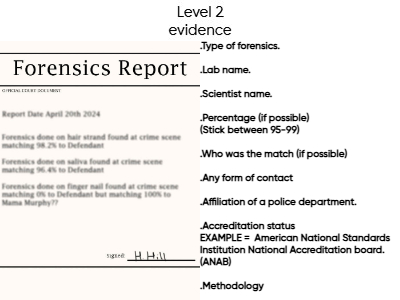 Level 2
evidence
Forensics Report
OFFICIAL COURT DOCUMENT
Report Date April 20th 2024
Forensics done on hair strand found at crime scene
matching 98.2% to Defendant
Forensics done on saliva found at crime scene
matching 96.4% to Defendant
Forensics done on finger nail found at crime scene
matching 0% to Defendant but matching 100% to
Mama Murphy??
Signed: H Hill
.Type of forensics.
.Lab name.
.Scientist name.
.Percentage (if possible)
(Stick between 95-99)
.Who was the match (if possible)
.Any form of contact
.Affiliation of a police department.
.Accreditation status
EXAMPLE = American National Standards
Institution National Accreditation board.
(ANAB)
.Methodology